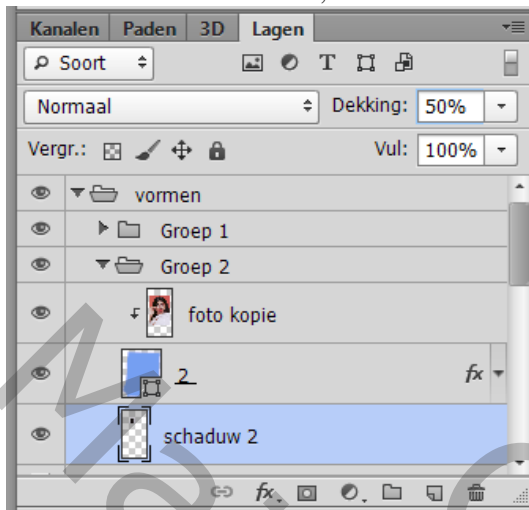 Kanalen Paden 3D Lagen
Soort
Normaal Dekking: 50%
Vergr.: Vul: 100%
vormen
Groep 1
Groep 2
foto kopie
2 fx
schaduw 2
fx